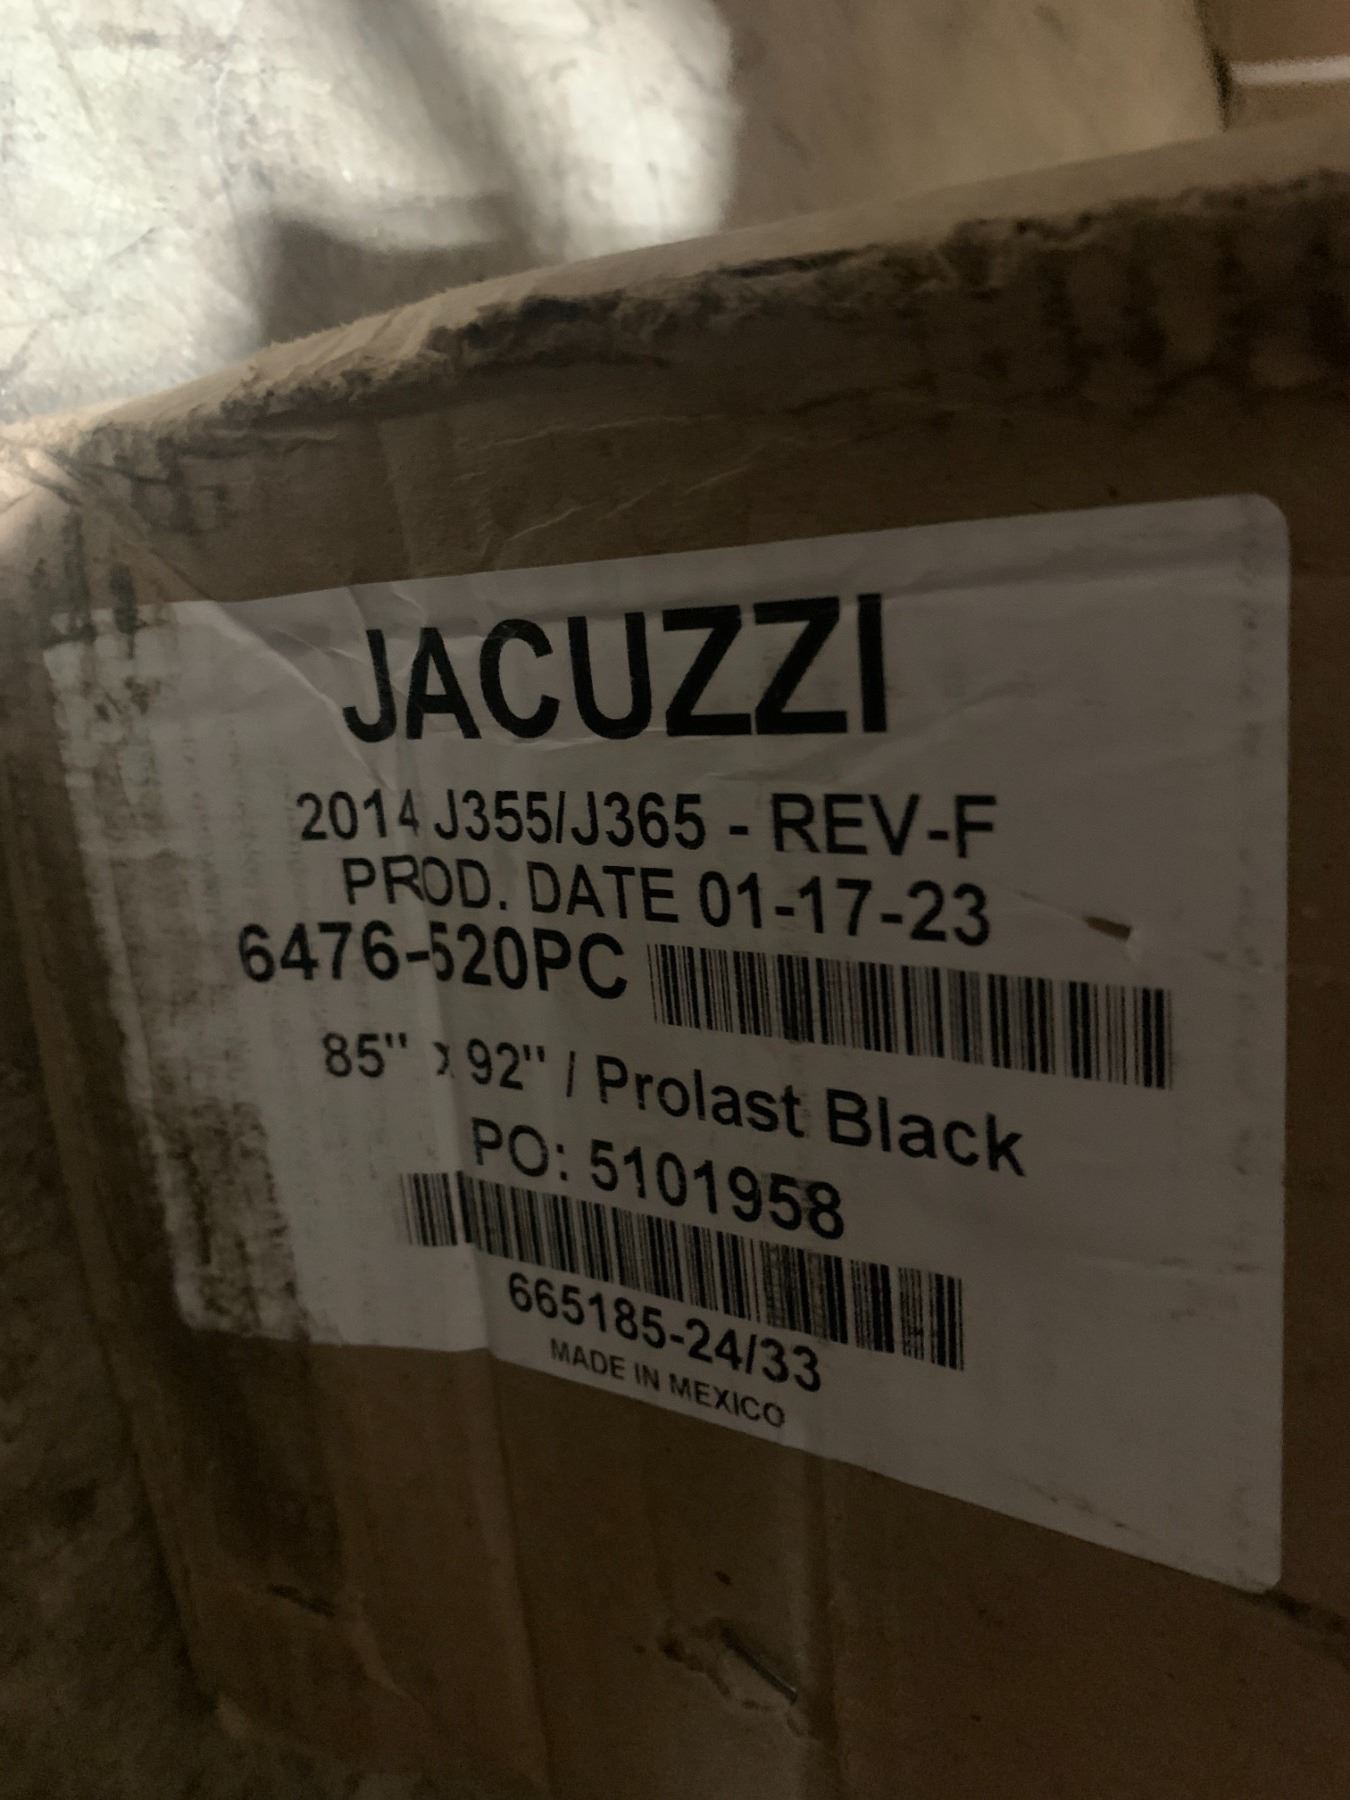 JACUZZI
2014 J355/J365 - REV-F
PROD. DATE 01-17-23
6476-520PC
85" x 92" / Prolast Black
PO: 5101958
665185-24/33
MADE IN MEXICO